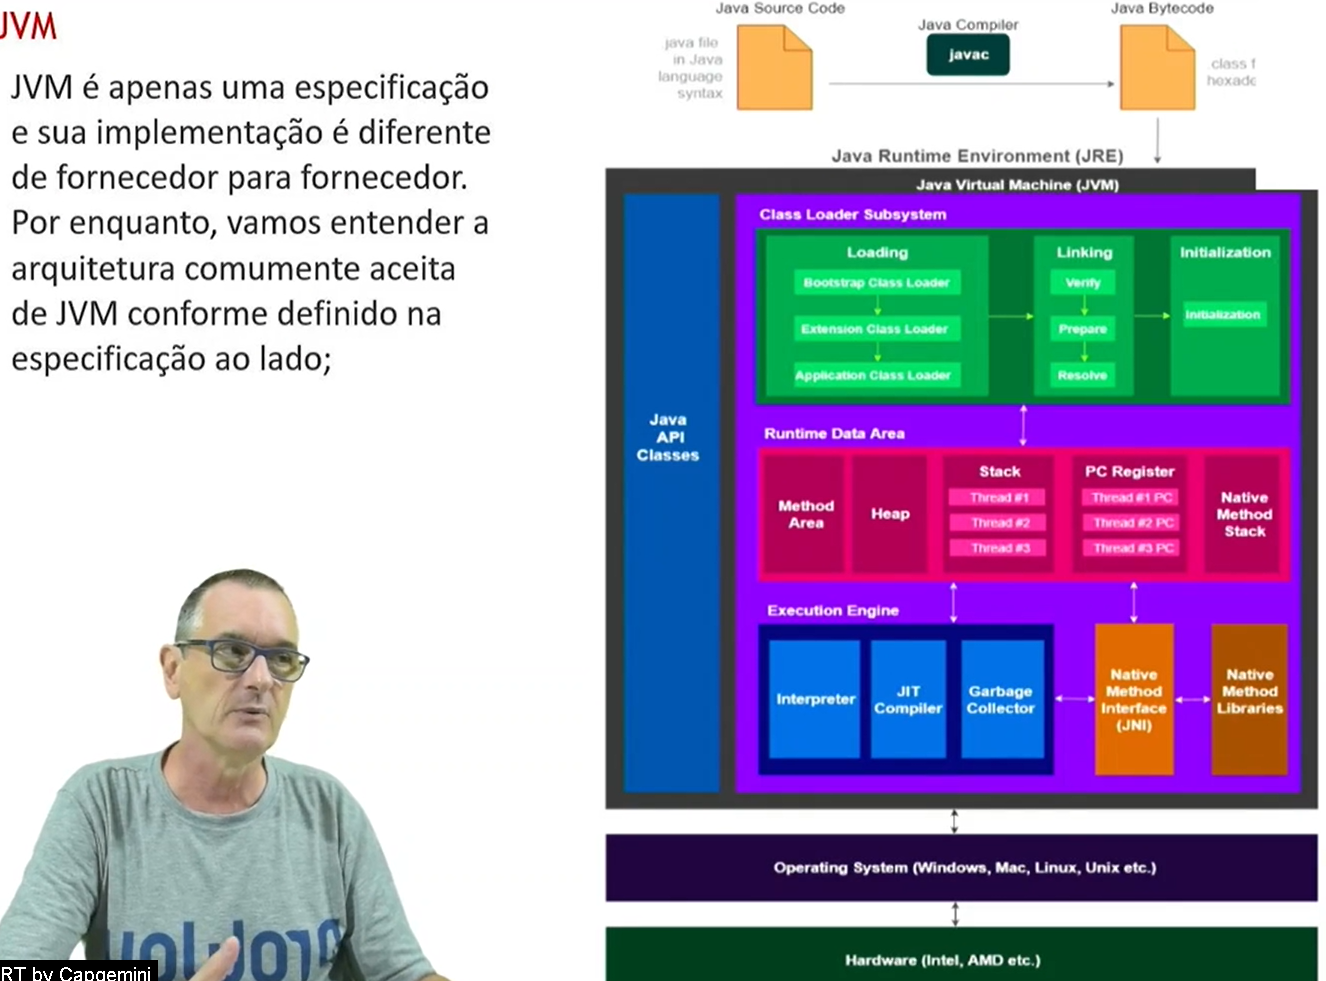 JVM
JVM é apenas uma especificação
e sua implementação é diferente
de fornecedor para fornecedor.
Por enquanto, vamos entender a
arquitetura comumente aceita
de JVM conforme definido na
especificação ao lado;
Java Source Code
java file
in Java
language
syntax
Java Compiler
javac
Java Bytecode
class f
hexadc
Java Runtime Environment (JRE)
Java Virtual Machine (JVM)
Java
API
Classes
Class Loader Subsystem
Loading
Bootstrap Class Loader
Extension Class Loader
Application Class Loader
Linking
Verify
Prepare
Resolve
Initialization
Initialization
Runtime Data Area
Method
Area
Heap
Stack
Thread #1
Thread #2
Thread #3
PC Register
Thread #1 PC
Thread #2 PC
Thread #3 PC
Native
Method
Stack
Execution Engine
Interpreter
JIT
Compiler
Garbage
Collector
Native
Method
Interface
(JNI)
Native
Method
Libraries
Operating System (Windows, Mac, Linux, Unix etc.)
Hardware (Intel, AMD etc.)
RT by Capgemini